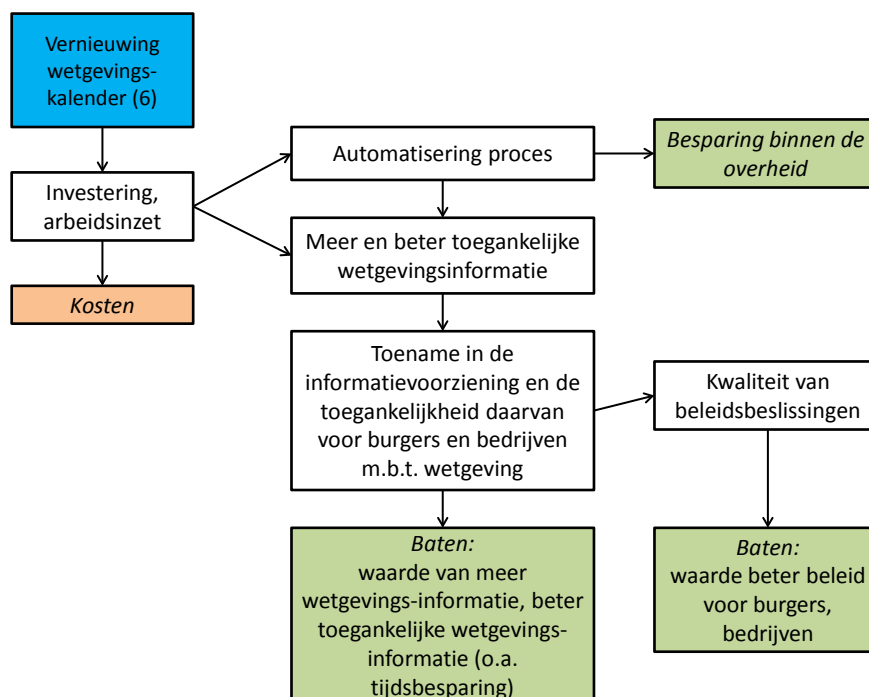 Vernieuwing
wetgevings-
kalender (6)
Investering,
arbeidsinzet
Kosten
Automatisering proces
Besparing binnen de
overheid
Meer en beter toegankelijke
wetgevingsinformatie
Toename in de
informatievoorziening en de
toegankelijkheid daarvan
voor burgers en bedrijven
m.b.t. wetgeving
Kwaliteit van
beleidsbeslissingen
Baten:
waarde van meer
wetgevings-informatie, beter
toegankelijke wetgevings-
informatie (o.a.
tijdsbesparing)
Baten:
waarde beter beleid
voor burgers,
bedrijven